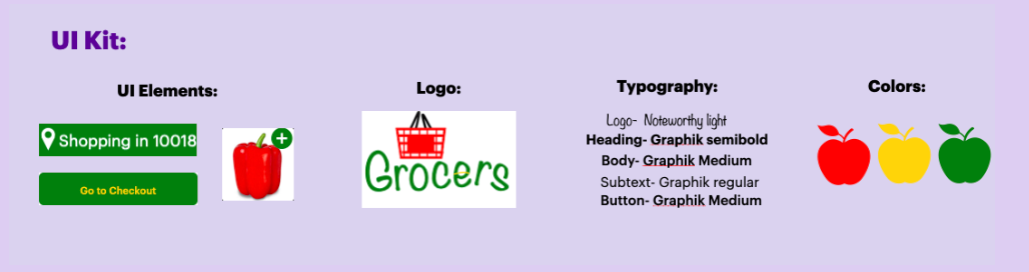 UI Kit:
UI Elements:
Shopping in 10018
Go to Checkout
Logo:
Grocers
Typography:
Logo- Noteworthy light
Heading- Graphik semibold
Body- Graphik Medium
Subtext- Graphik regular
Button- Graphik Medium
Colors: